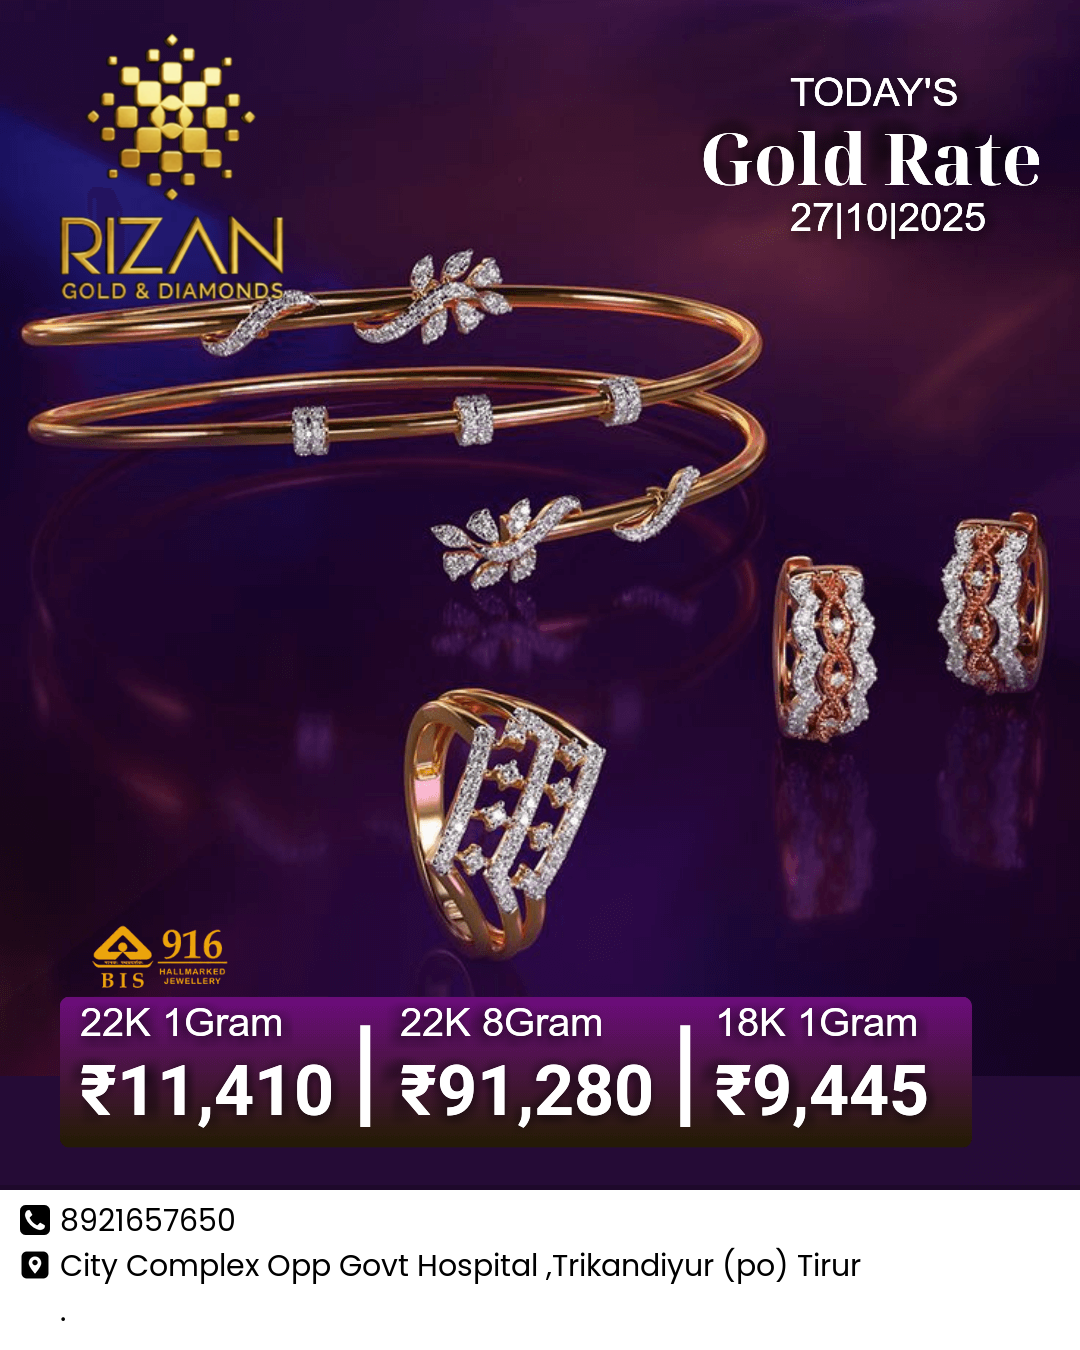 RIZAN
GOLD & DIAMONDS
TODAY'S
Gold Rate
27|10|2025
BIS
916
HALLMARKED
JEWELLERY
22K 1Gram
₹11,410
22K 8Gram
₹91,280
18K 1Gram
₹9,445
8921657650
City Complex Opp Govt Hospital ,Trikandiyur (po) Tirur
.